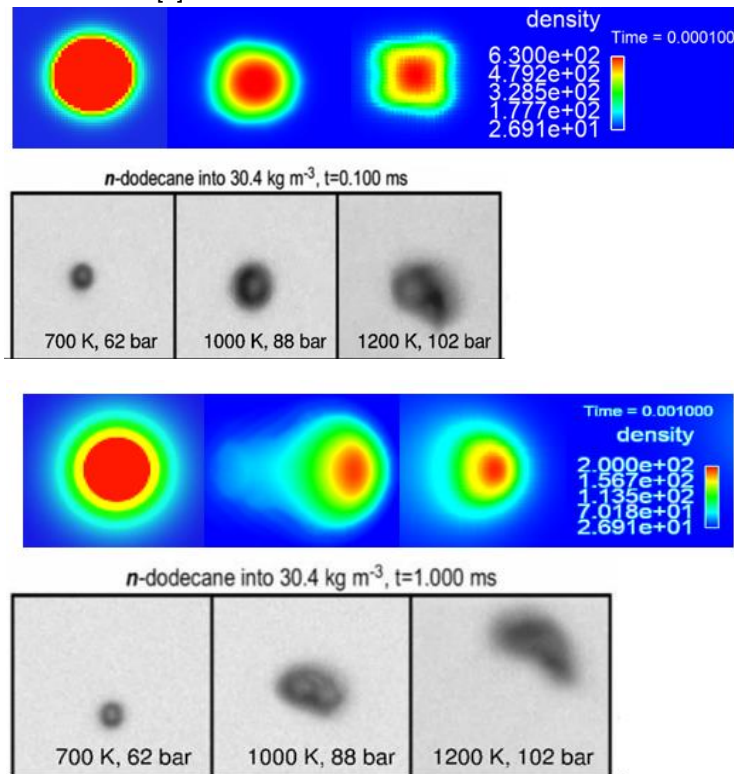 density
Time = 0.000100
6.300e+02
4.792e+02
3.285e+02
1.777e+02
2.691e+01
n-dodecane into 30.4 kg m-3, t=0.100 ms
700 K, 62 bar
1000 K, 88 bar
1200 K, 102 bar
Time = 0.001000
density
2.000e+02
1.567e+02
1.135e+02
7.018e+01
2.691e+01
n-dodecane into 30.4 kg m-3, t=1.000 ms
700 K, 62 bar
1000 K, 88 bar
1200 K, 102 bar